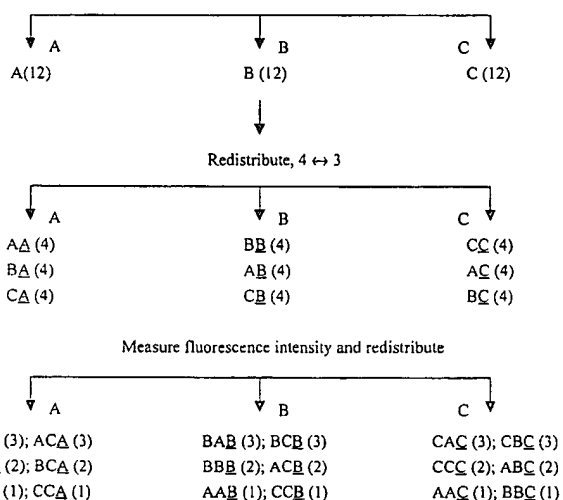 A B C
A(12) B (12) C (12)
Redistribute, 4 ↔ 3
A B C
AA̲ (4) BB̲ (4) CC̲ (4)
BA̲ (4) AB̲ (4) AC̲ (4)
CA̲ (4) CB̲ (4) BC̲ (4)
Measure fluorescence intensity and redistribute
A B C
(3); ACA̲ (3) BAB̲ (3); BCB̲ (3) CAC̲ (3); CBC̲ (3)
(2); BCA̲ (2) BBB̲ (2); ACB̲ (2) CCC̲ (2); ABC̲ (2)
(1); CCA̲ (1) AAB̲ (1); CCB̲ (1) AAC̲ (1); BBC̲ (1)